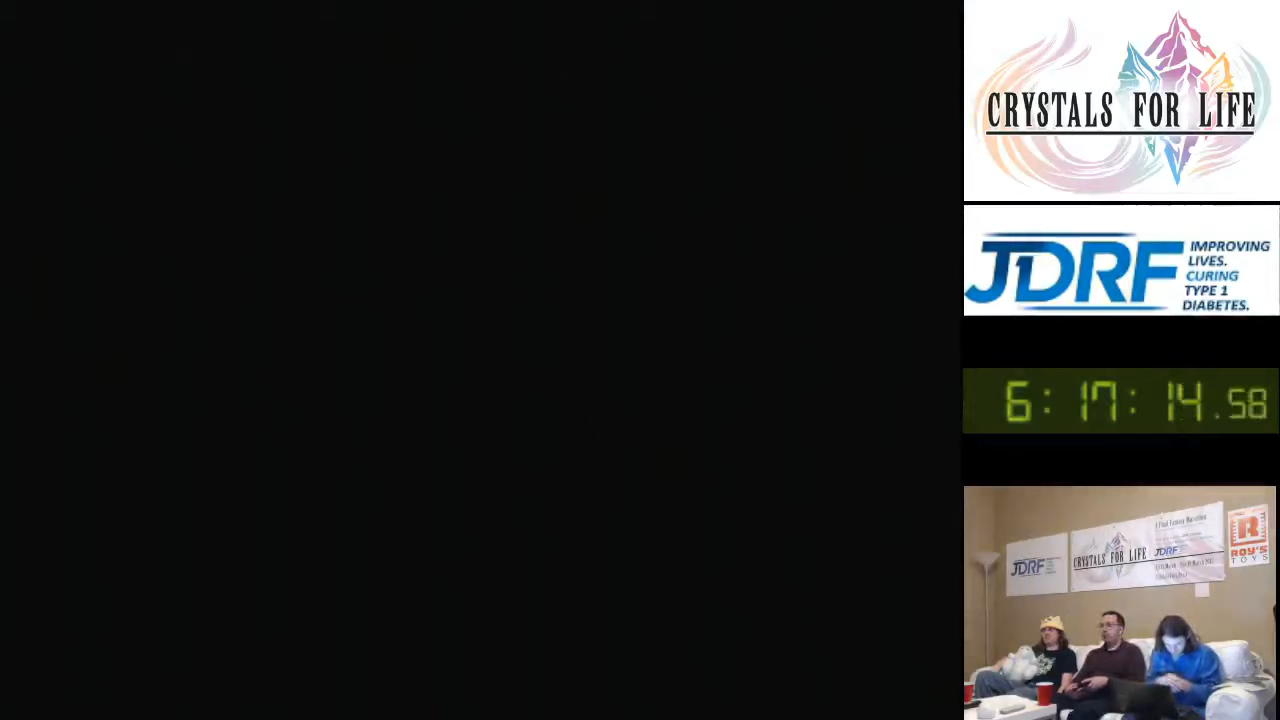 CRYSTALS FOR LIFE
JDRF
IMPROVING
LIVES.
CURING
TYPE 1
DIABETES.
6:17:14.58
JDRF
CRYSTALS FOR LIFE
JDRF
R
ROY'S
TOYS